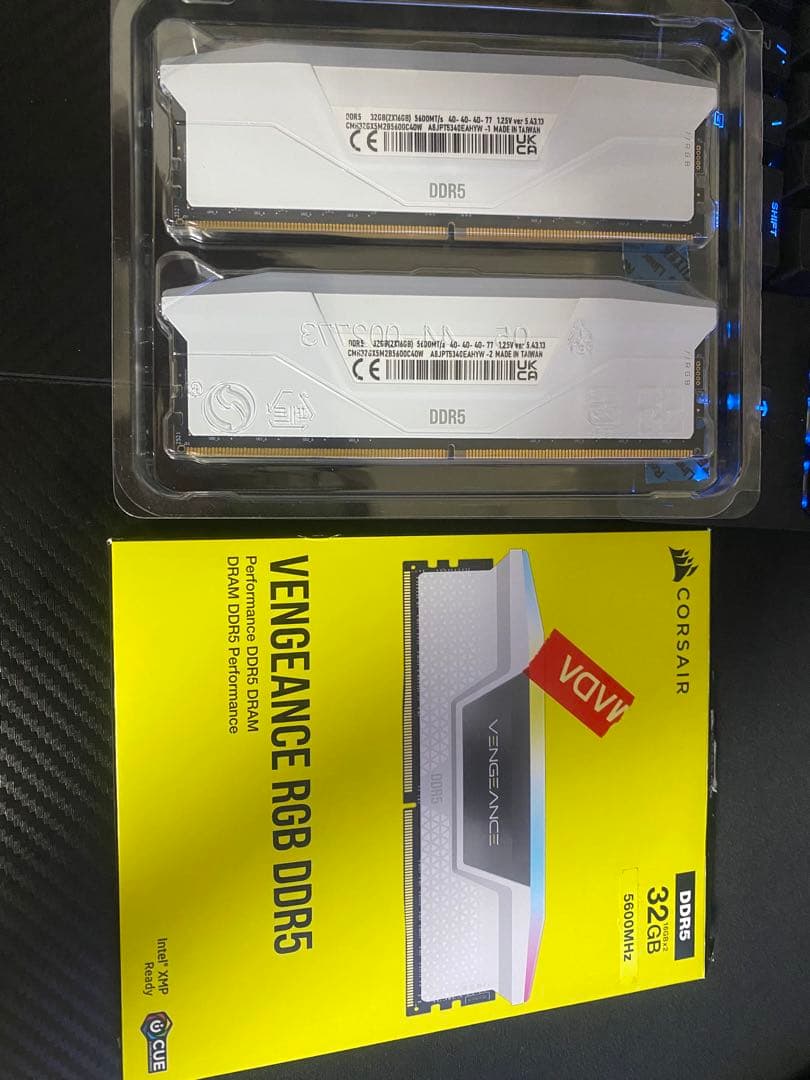 DDR5 32GB(2X16GB) 5600MT/s 40-40-40-77 1.25V ver 5.43.13
CMH32GX5M2B5600C40W A8JPT5340EAHYW -1 MADE IN TAIWAN
CE
UK
CA
DDR5
RGB
DDR5 32GB(2X16GB) 5600MT/s 40-40-40-77 1.25V ver 5.43.13
CMH32GX5M2B5600C40W A8JPT5340EAHYW -2 MADE IN TAIWAN
CE
UK
CA
DDR5
RGB
SHIFT
CORSAIR
VENGEANCE
DDR5
VENGEANCE RGB DDR5
Performance DDR5 DRAM
DRAM DDR5 Performance
DDR5
32GB 16GBx2
5600MHz
Intel® XMP
Ready
iCUE